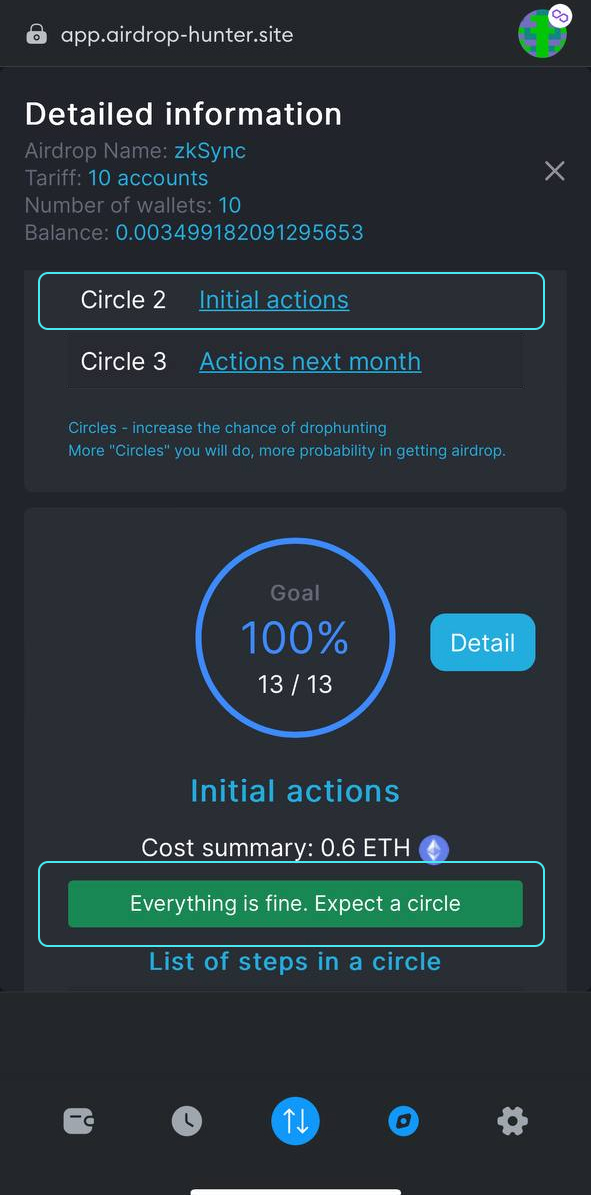 app.airdrop-hunter.site
Detailed information
Airdrop Name: zkSync
Tariff: 10 accounts
Number of wallets: 10
Balance: 0.003499182091295653
Circle 2 Initial actions
Circle 3 Actions next month
Circles - increase the chance of drophunting
More "Circles" you will do, more probability in getting airdrop.
Goal
100%
13 / 13
Detail
Initial actions
Cost summary: 0.6 ETH
Everything is fine. Expect a circle
List of steps in a circle